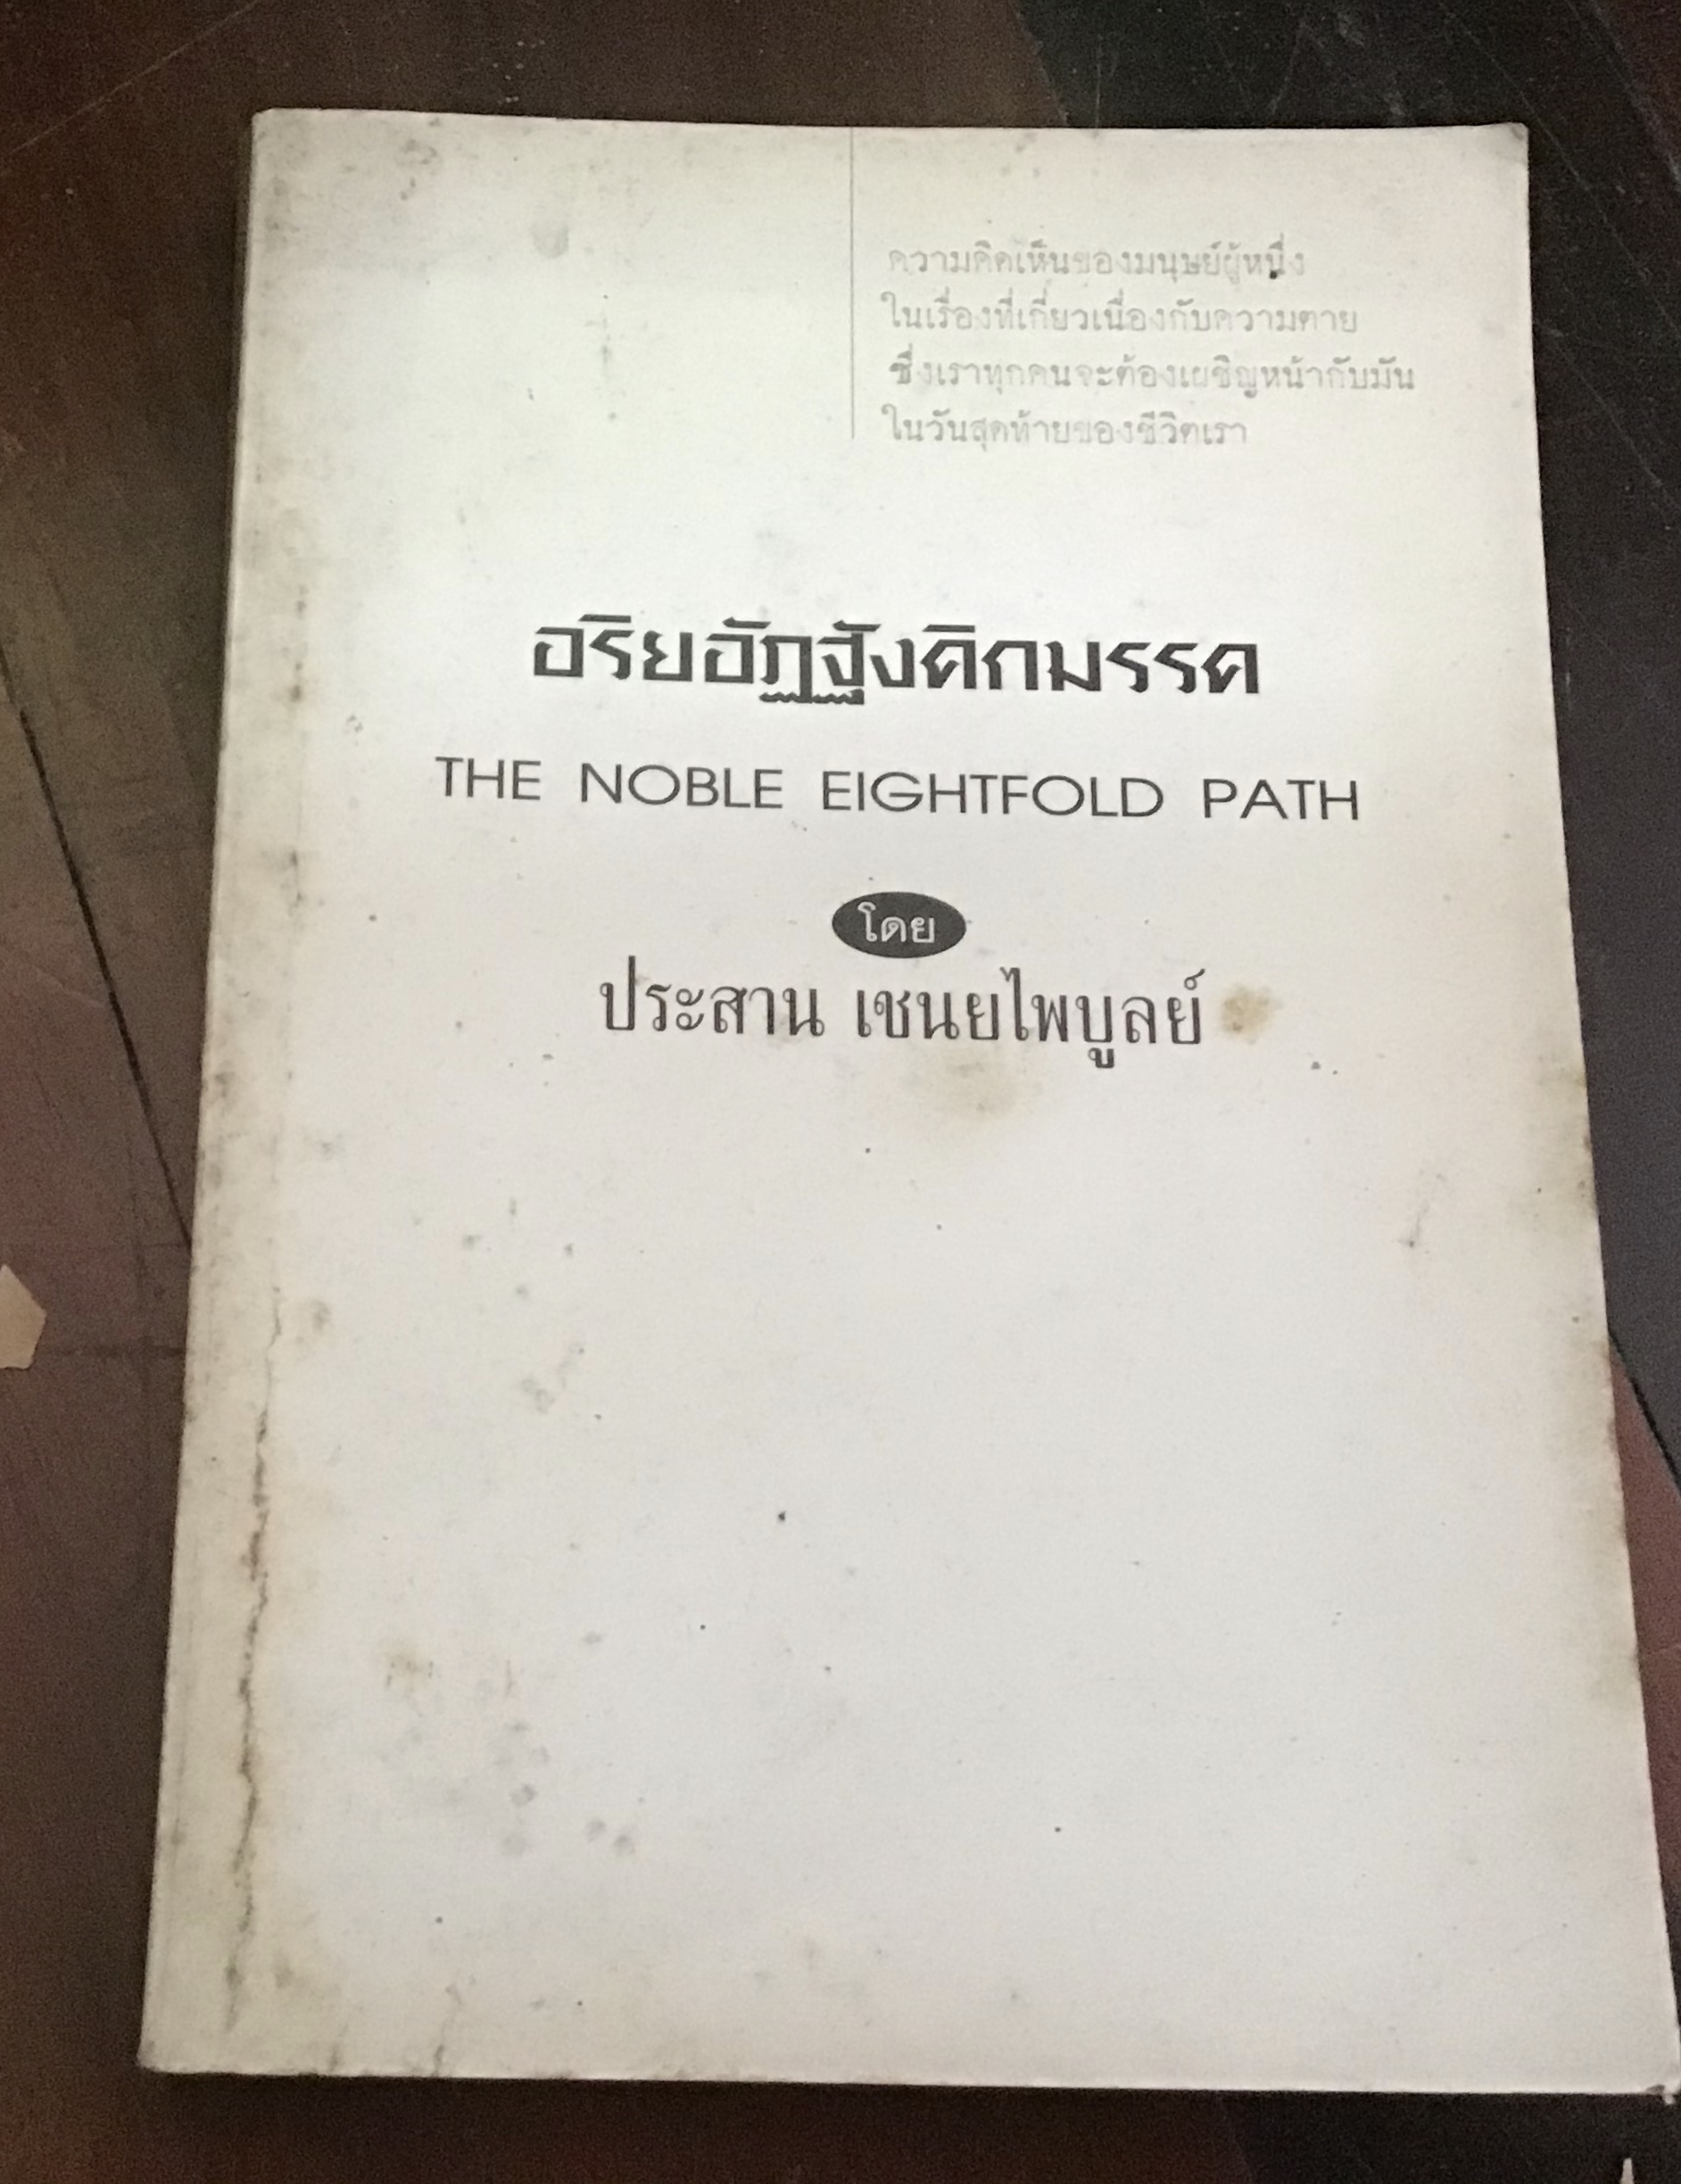 ความคิดเห็นของมนุษย์ผู้หนึ่ง
ในเรื่องที่เกี่ยวเนื่องกับความตาย
ซึ่งเราทุกคนจะต้องเผชิญหน้ากับมัน
ในวันสุดท้ายของชีวิตเรา
อริยอัฏฐังคิกมรรค
THE NOBLE EIGHTFOLD PATH
โดย
ประสาน เชนยไพบูลย์